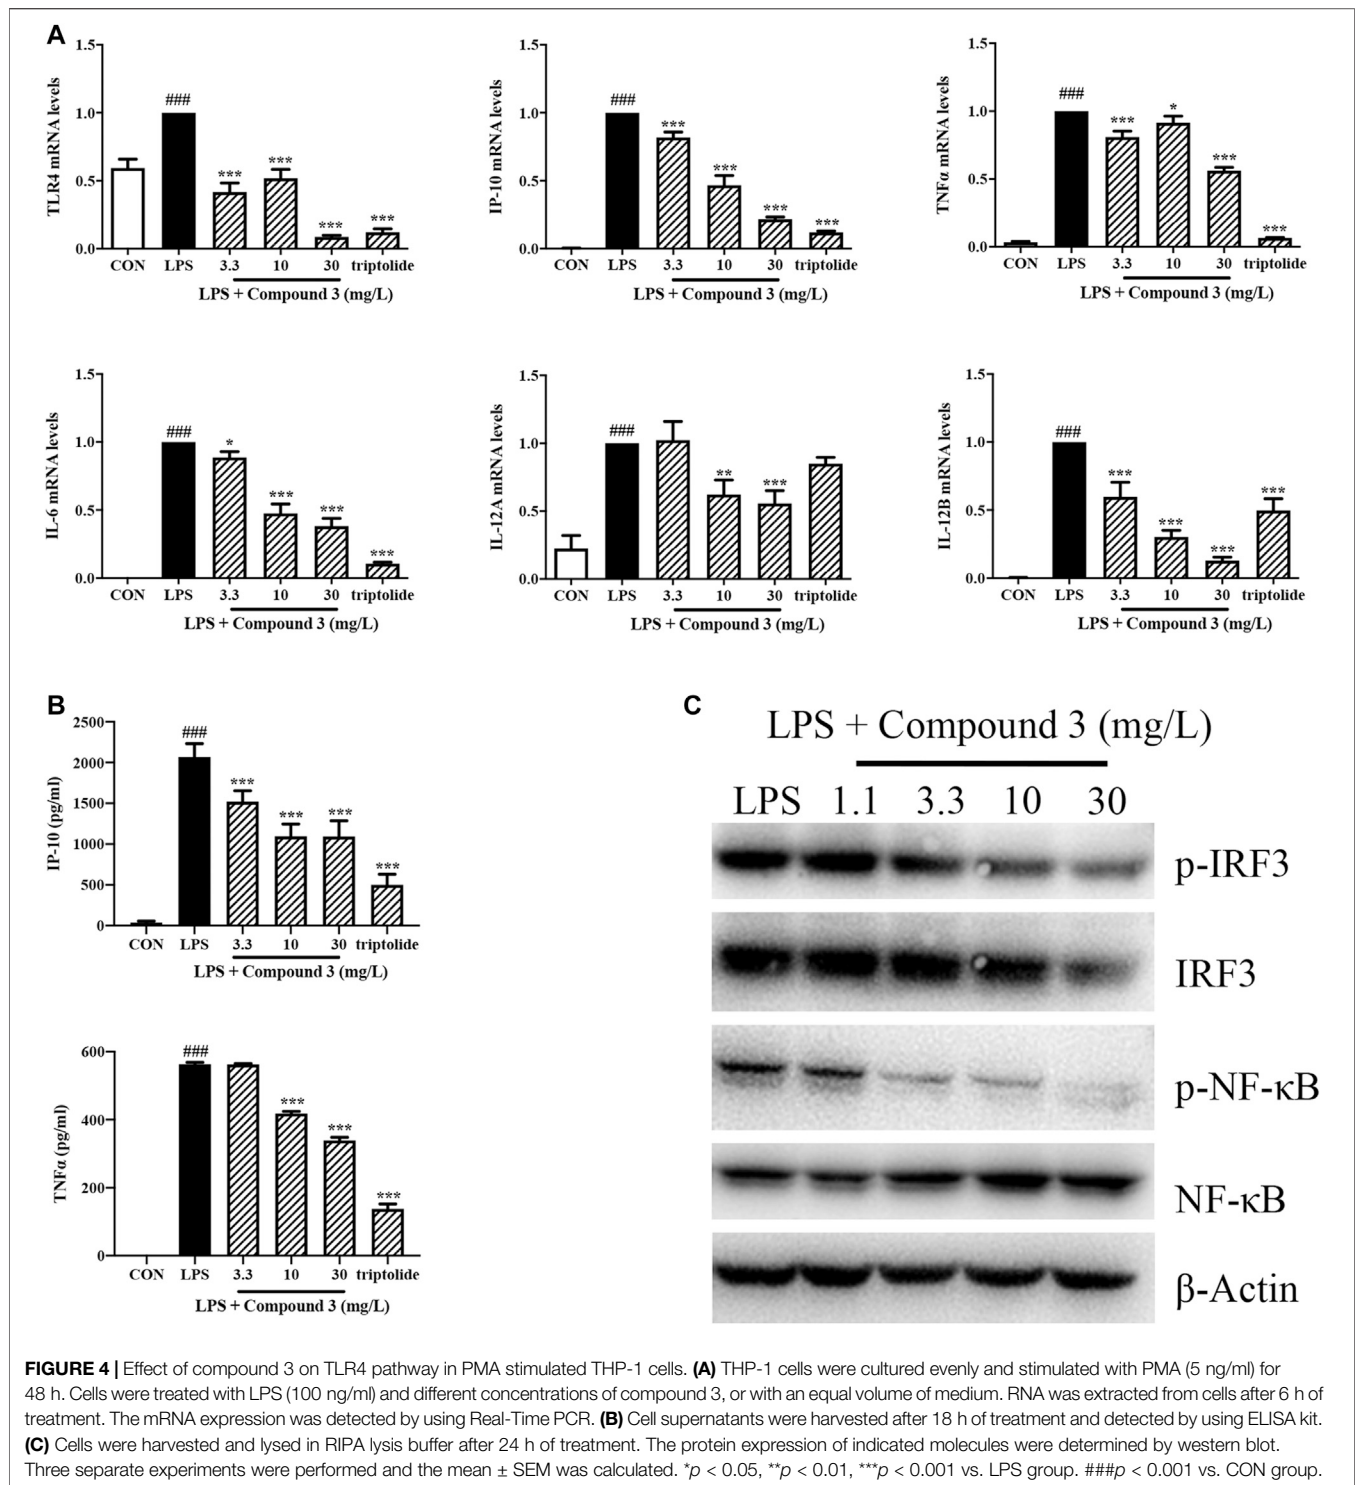 A
TLR4 mRNA levels
1.5
1.0
0.5
0.0
###
***
***
***
***
CON LPS 3.3 10 30 triptolide
LPS + Compound 3 (mg/L)
IP-10 mRNA levels
1.5
1.0
0.5
0.0
###
***
***
***
***
CON LPS 3.3 10 30 triptolide
LPS + Compound 3 (mg/L)
TNFα mRNA levels
1.5
1.0
0.5
0.0
###
***
*
***
***
CON LPS 3.3 10 30 triptolide
LPS + Compound 3 (mg/L)
IL-6 mRNA levels
1.5
1.0
0.5
0.0
###
*
***
***
***
CON LPS 3.3 10 30 triptolide
LPS + Compound 3 (mg/L)
IL-12A mRNA levels
1.5
1.0
0.5
0.0
###
**
***
CON LPS 3.3 10 30 triptolide
LPS + Compound 3 (mg/L)
IL-12B mRNA levels
1.5
1.0
0.5
0.0
###
***
***
***
***
CON LPS 3.3 10 30 triptolide
LPS + Compound 3 (mg/L)
B
IP-10 (pg/ml)
2500
2000
1500
1000
500
0
###
***
***
***
***
CON LPS 3.3 10 30 triptolide
LPS + Compound 3 (mg/L)
TNFα (pg/ml)
600
400
200
0
###
***
***
***
CON LPS 3.3 10 30 triptolide
LPS + Compound 3 (mg/L)
C
LPS + Compound 3 (mg/L)
LPS 1.1 3.3 10 30
p-IRF3
IRF3
p-NF-κB
NF-κB
β-Actin
FIGURE 4 | Effect of compound 3 on TLR4 pathway in PMA stimulated THP-1 cells. (A) THP-1 cells were cultured evenly and stimulated with PMA (5 ng/ml) for
48 h. Cells were treated with LPS (100 ng/ml) and different concentrations of compound 3, or with an equal volume of medium. RNA was extracted from cells after 6 h of
treatment. The mRNA expression was detected by using Real-Time PCR. (B) Cell supernatants were harvested after 18 h of treatment and detected by using ELISA kit.
(C) Cells were harvested and lysed in RIPA lysis buffer after 24 h of treatment. The protein expression of indicated molecules were determined by western blot.
Three separate experiments were performed and the mean ± SEM was calculated. *p < 0.05, **p < 0.01, ***p < 0.001 vs. LPS group. ###p < 0.001 vs. CON group.